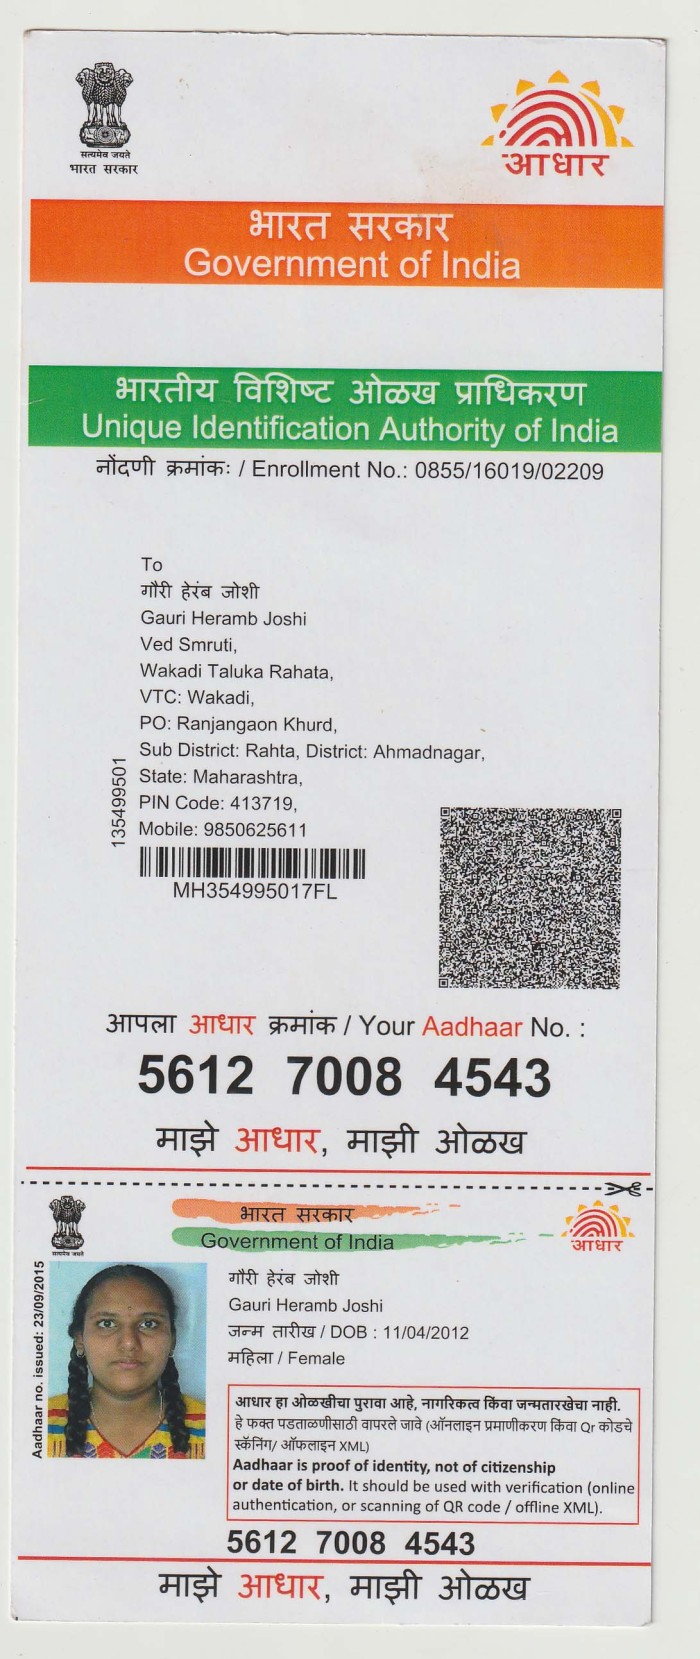 सत्यमेव जयते
भारत सरकार
आधार
भारत सरकार
Government of India
भारतीय विशिष्ट ओळख प्राधिकरण
Unique Identification Authority of India
नोंदणी क्रमांकः / Enrollment No.: 0855/16019/02209
To
गौरी हेरंब जोशी
Gauri Heramb Joshi
Ved Smruti,
Wakadi Taluka Rahata,
VTC: Wakadi,
PO: Ranjangaon Khurd,
Sub District: Rahta, District: Ahmadnagar,
State: Maharashtra,
PIN Code: 413719,
Mobile: 9850625611
135499501
MH354995017FL
आपला आधार क्रमांक / Your Aadhaar No. :
5612 7008 4543
माझे आधार, माझी ओळख
भारत सरकार
Government of India
सत्यमेव जयते
आधार
Aadhaar no. issued: 23/09/2015
गौरी हेरंब जोशी
Gauri Heramb Joshi
जन्म तारीख / DOB : 11/04/2012
महिला / Female
आधार हा ओळखीचा पुरावा आहे, नागरिकत्व किंवा जन्मतारखेचा नाही.
हे फक्त पडताळणीसाठी वापरले जावे (ऑनलाइन प्रमाणीकरण किंवा Qr कोडचे
स्कॅनिंग/ ऑफलाइन XML)
Aadhaar is proof of identity, not of citizenship
or date of birth. It should be used with verification (online
authentication, or scanning of QR code / offline XML).
5612 7008 4543
माझे आधार, माझी ओळख